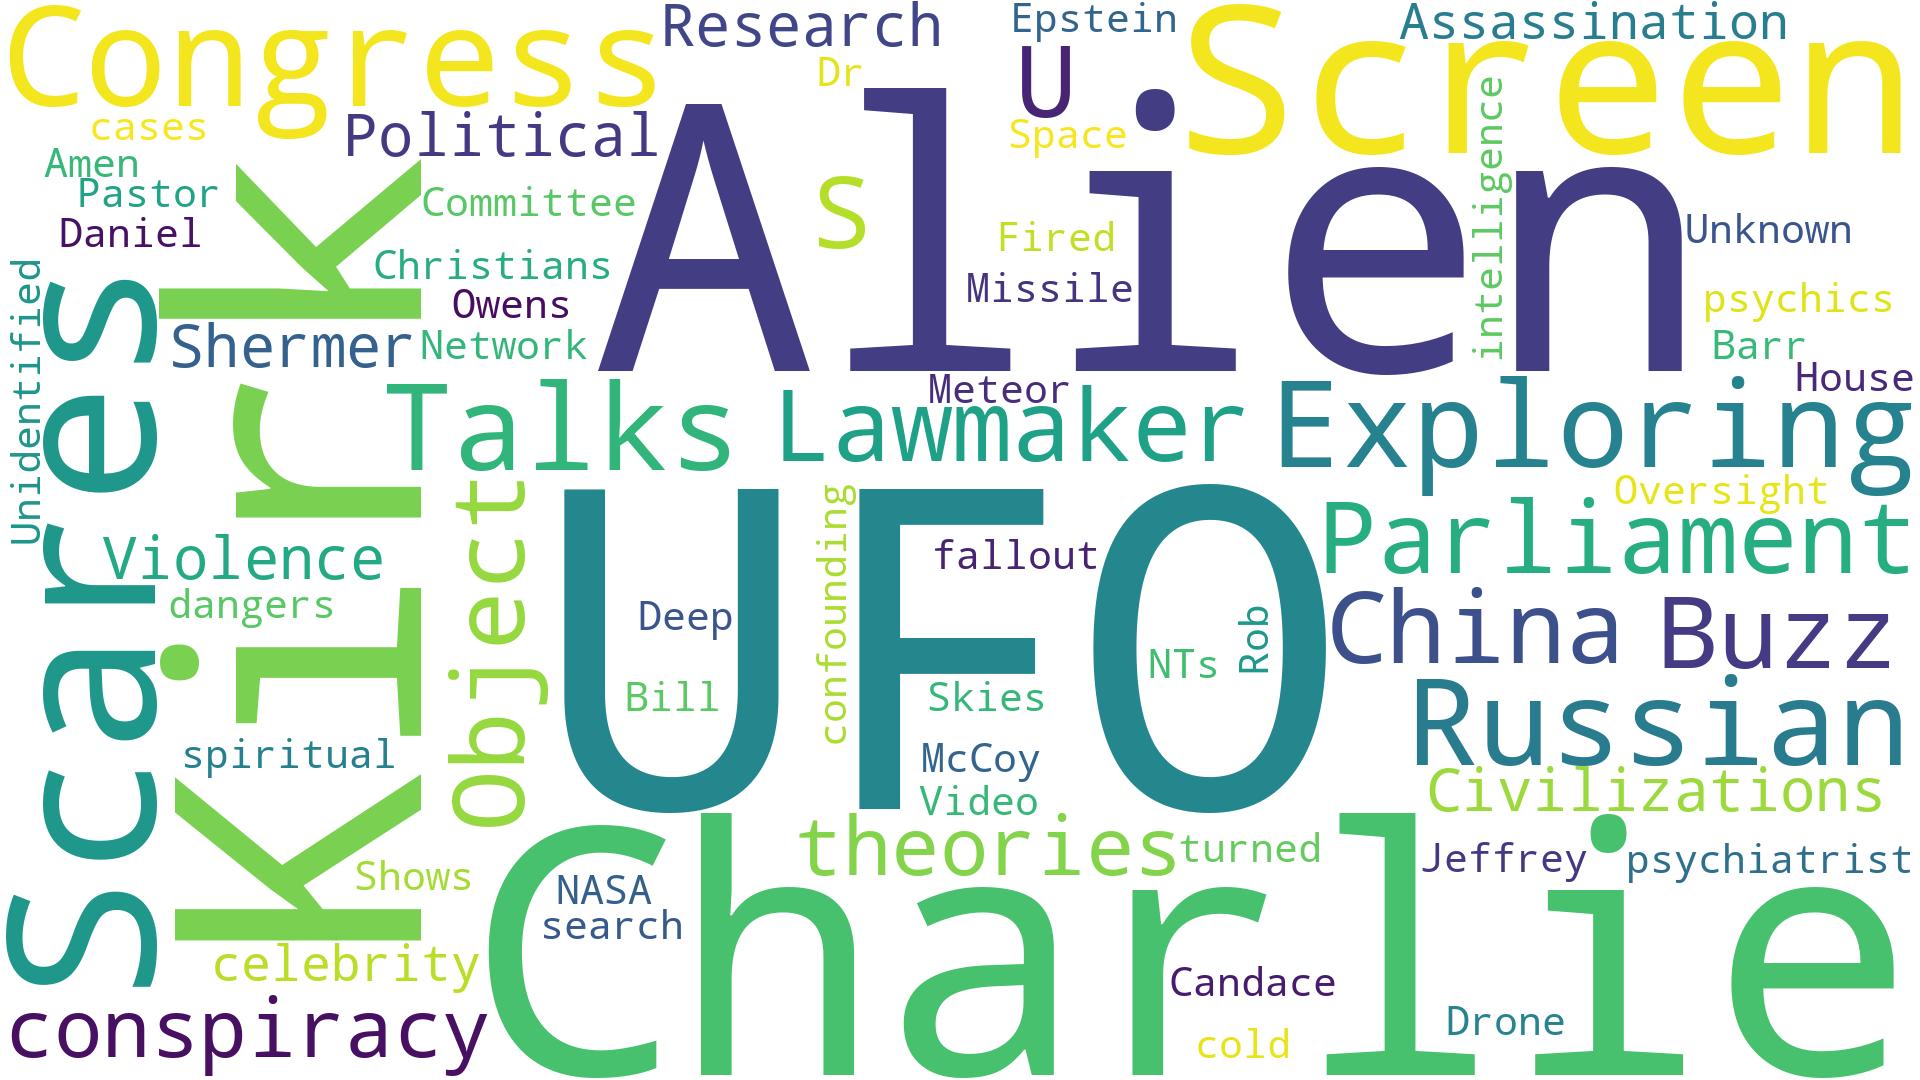 Congress
Research
Epstein
Screen
Assassination
Dr
U
cases
Political
Space
Alien
intelligence
Amen
Pastor
Daniel
Committee
S
Fired
Unknown
Christians
Missile
psychics
Owens
Shermer
Network
Barr
Unidentified
Scares
Kirk
House
Meteor
Talks
Lawmaker
Exploring
Oversight
Object
UFO
confounding
fallout
Parliament
Violence
dangers
Deep
NTs
Rob
China
Buzz
Bill
Skies
Russian
spiritual
McCoy
Video
Civilizations
theories
turned
Jeffrey
psychiatrist
Shows
NASA
search
Charlie
celebrity
Candace
conspiracy
Drone
cold